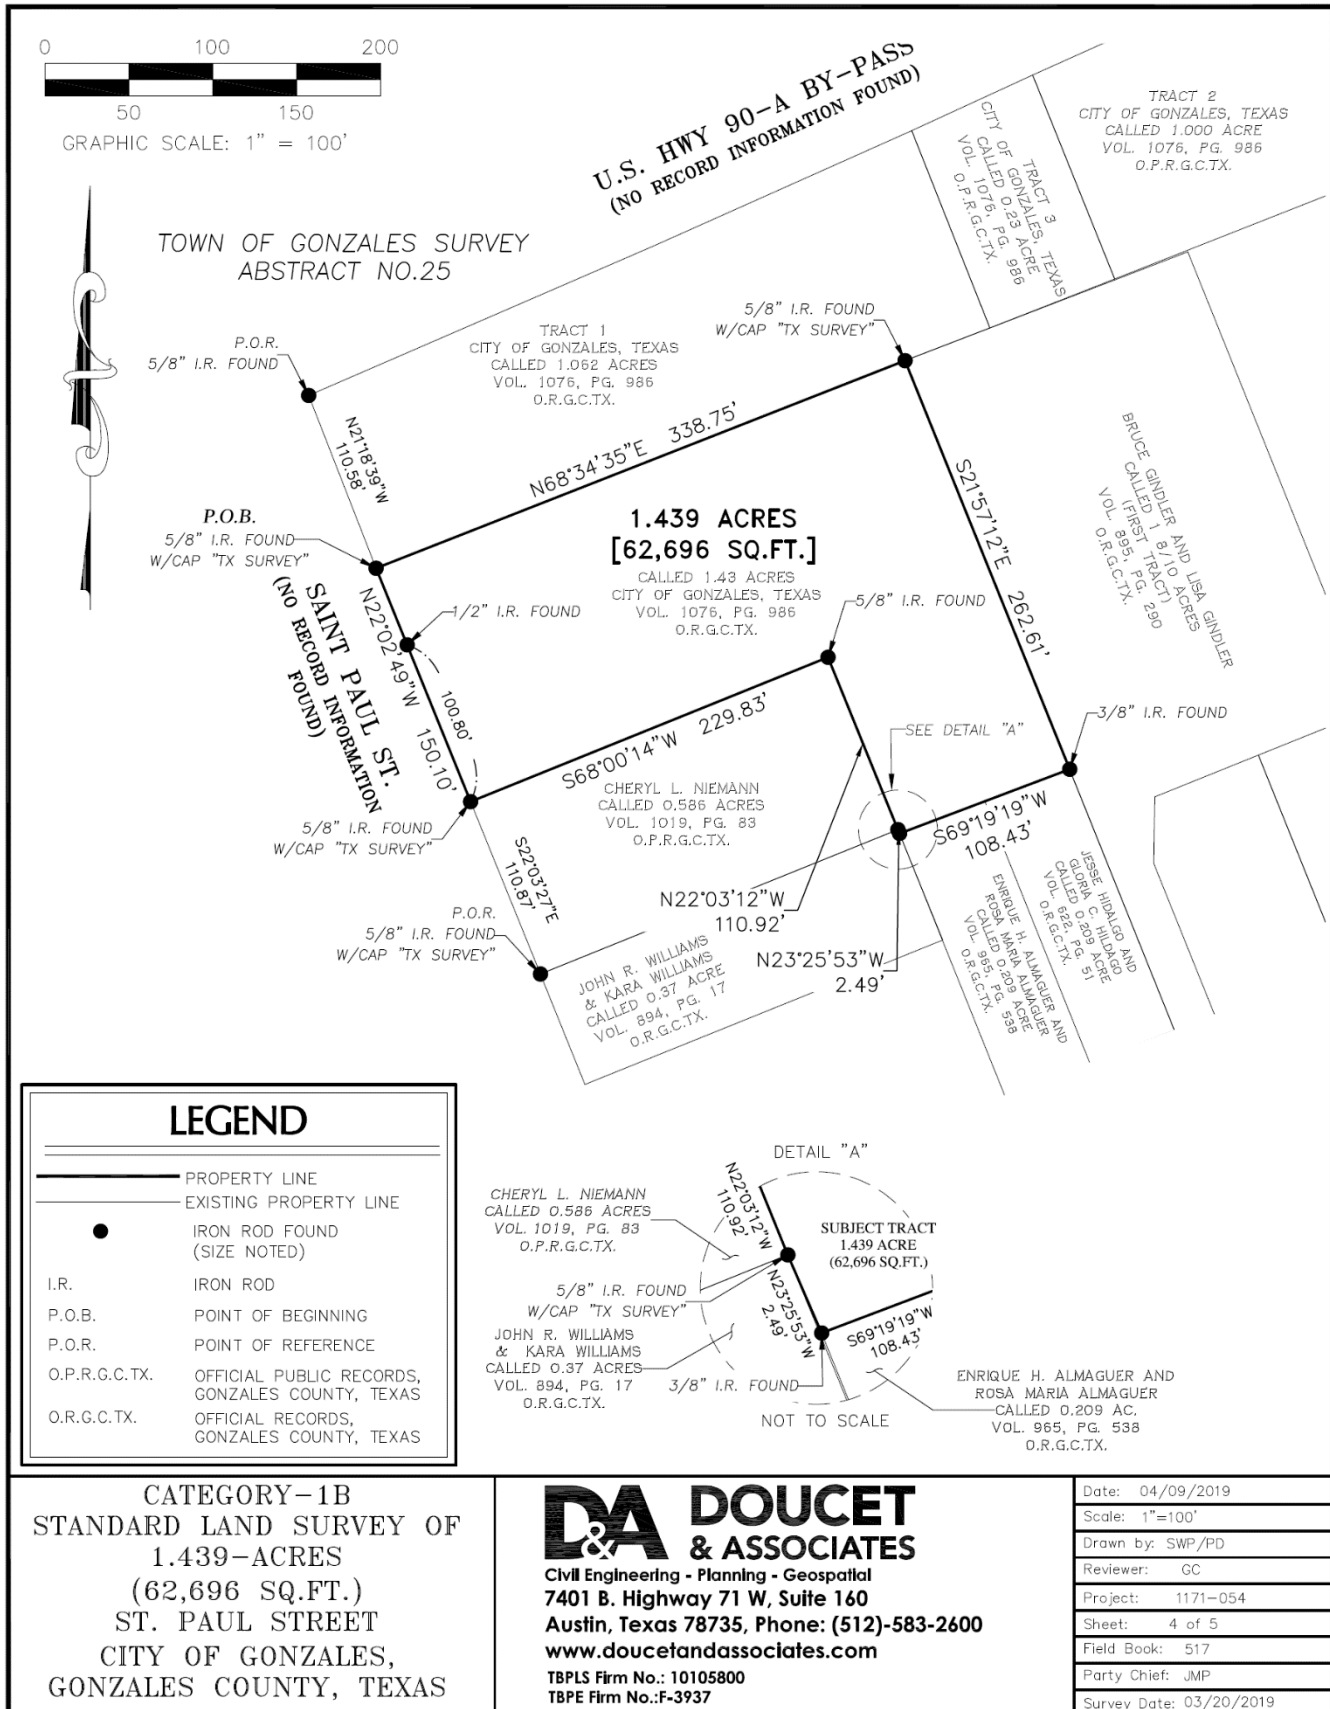 0 100 200
50 150
GRAPHIC SCALE: 1" = 100'
U.S. HWY 90-A BY-PASS
(NO RECORD INFORMATION FOUND)
TRACT 2
CITY OF GONZALES, TEXAS
CALLED 1.000 ACRE
VOL. 1076, PG. 986
O.P.R.G.C.TX.
TRACT 3
CITY OF GONZALES, TEXAS
CALLED 0.23 ACRE
VOL. 1076, PG. 986
O.P.R.G.C.TX.
TOWN OF GONZALES SURVEY
ABSTRACT NO.25
P.O.R.
5/8" I.R. FOUND
TRACT 1
CITY OF GONZALES, TEXAS
CALLED 1.062 ACRES
VOL. 1076, PG. 986
O.R.G.C.TX.
5/8" I.R. FOUND
W/CAP "TX SURVEY"
N21°18'39"W
110.58'
N68°34'35"E 338.75'
P.O.B.
5/8" I.R. FOUND
W/CAP "TX SURVEY"
1.439 ACRES
[62,696 SQ.FT.]
CALLED 1.43 ACRES
CITY OF GONZALES, TEXAS
VOL. 1076, PG. 986
O.R.G.C.TX.
S21°57'12"E 262.61'
BRUCE GINDLER AND LISA GINDLER
CALLED 1 8/10 ACRES
(FIRST TRACT)
VOL. 895, PG. 290
O.R.G.C.TX.
1/2" I.R. FOUND
5/8" I.R. FOUND
SAINT PAUL ST.
(NO RECORD INFORMATION
FOUND)
N22°02'49"W 150.10'
100.80'
S68°00'14"W 229.83'
SEE DETAIL "A"
3/8" I.R. FOUND
CHERYL L. NIEMANN
CALLED 0.586 ACRES
VOL. 1019, PG. 83
O.P.R.G.C.TX.
5/8" I.R. FOUND
W/CAP "TX SURVEY"
S69°19'19"W
108.43'
S22°03'27"E
110.87'
N22°03'12"W
110.92'
N23°25'53"W
2.49'
P.O.R.
5/8" I.R. FOUND
W/CAP "TX SURVEY"
JOHN R. WILLIAMS
& KARA WILLIAMS
CALLED 0.37 ACRE
VOL. 894, PG. 17
O.R.G.C.TX.
ENRIQUE H. ALMAGUER AND
ROSA MARIA ALMAGUER
CALLED 0.209 ACRE
VOL. 965, PG. 538
O.R.G.C.TX.
JESSE HIDALGO AND
GLORIA C. HILDAGO
CALLED 0.209 ACRE
VOL. 622, PG. 51
O.R.G.C.TX.
LEGEND
PROPERTY LINE
EXISTING PROPERTY LINE
IRON ROD FOUND
(SIZE NOTED)
I.R. IRON ROD
P.O.B. POINT OF BEGINNING
P.O.R. POINT OF REFERENCE
O.P.R.G.C.TX. OFFICIAL PUBLIC RECORDS,
GONZALES COUNTY, TEXAS
O.R.G.C.TX. OFFICIAL RECORDS,
GONZALES COUNTY, TEXAS
DETAIL "A"
N22°03'12"W
110.92'
CHERYL L. NIEMANN
CALLED 0.586 ACRES
VOL. 1019, PG. 83
O.P.R.G.C.TX.
SUBJECT TRACT
1.439 ACRE
(62,696 SQ.FT.)
5/8" I.R. FOUND
W/CAP "TX SURVEY"
N23°25'53"W
2.49'
S69°19'19"W
108.43'
JOHN R. WILLIAMS
& KARA WILLIAMS
CALLED 0.37 ACRES
VOL. 894, PG. 17
O.R.G.C.TX.
3/8" I.R. FOUND
NOT TO SCALE
ENRIQUE H. ALMAGUER AND
ROSA MARIA ALMAGUER
CALLED 0.209 AC.
VOL. 965, PG. 538
O.R.G.C.TX.
CATEGORY-1B
STANDARD LAND SURVEY OF
1.439-ACRES
(62,696 SQ.FT.)
ST. PAUL STREET
CITY OF GONZALES,
GONZALES COUNTY, TEXAS
D&A DOUCET
& ASSOCIATES
Civil Engineering - Planning - Geospatial
7401 B. Highway 71 W, Suite 160
Austin, Texas 78735, Phone: (512)-583-2600
www.doucetandassociates.com
TBPLS Firm No.: 10105800
TBPE Firm No.:F-3937
Date: 04/09/2019
Scale: 1"=100'
Drawn by: SWP/PD
Reviewer: GC
Project: 1171-054
Sheet: 4 of 5
Field Book: 517
Party Chief: JMP
Survey Date: 03/20/2019